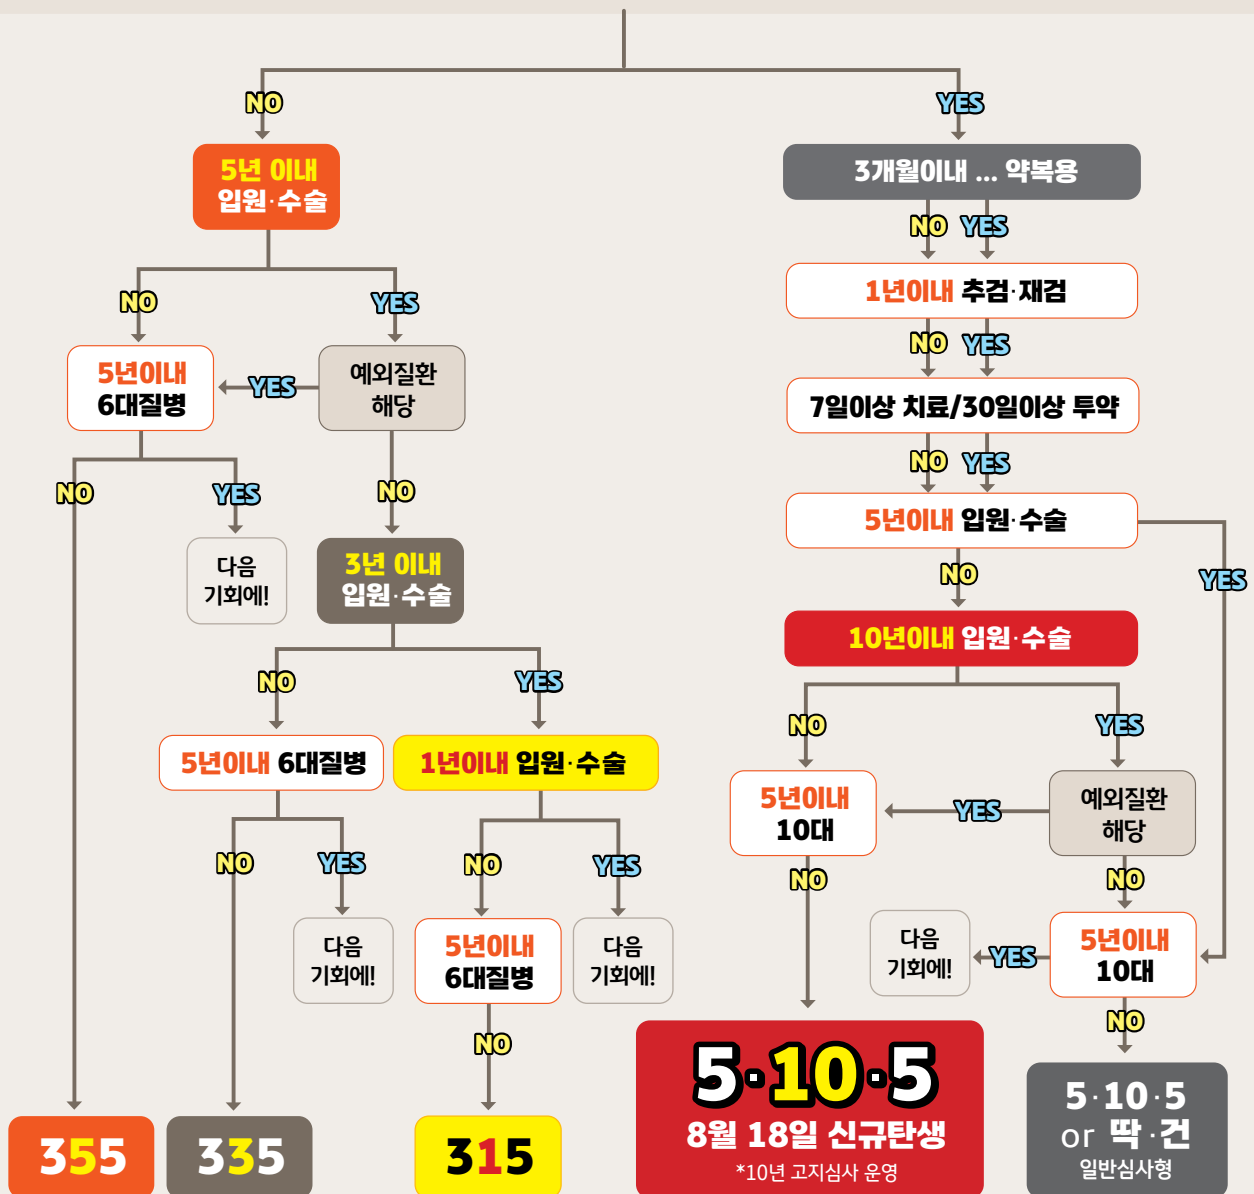 NO
YES
5년 이내
입원·수술
3개월이내 ... 약복용
NO YES
1년이내 추검·재검
NO
YES
NO YES
5년이내
6대질병
YES
예외질환
해당
7일이상 치료/30일이상 투약
NO
YES
NO
NO YES
5년이내 입원·수술
다음
기회에!
3년 이내
입원·수술
NO
YES
10년이내 입원·수술
NO
YES
NO
YES
5년이내 6대질병
1년이내 입원·수술
5년이내
10대
YES
예외질환
해당
NO
YES
NO
YES
NO
NO
다음
기회에!
5년이내
6대질병
다음
기회에!
다음
기회에!
YES
5년이내
10대
NO
NO
355
335
315
5·10·5
8월 18일 신규탄생
*10년 고지심사 운영
5·10·5
or 딱·건
일반심사형